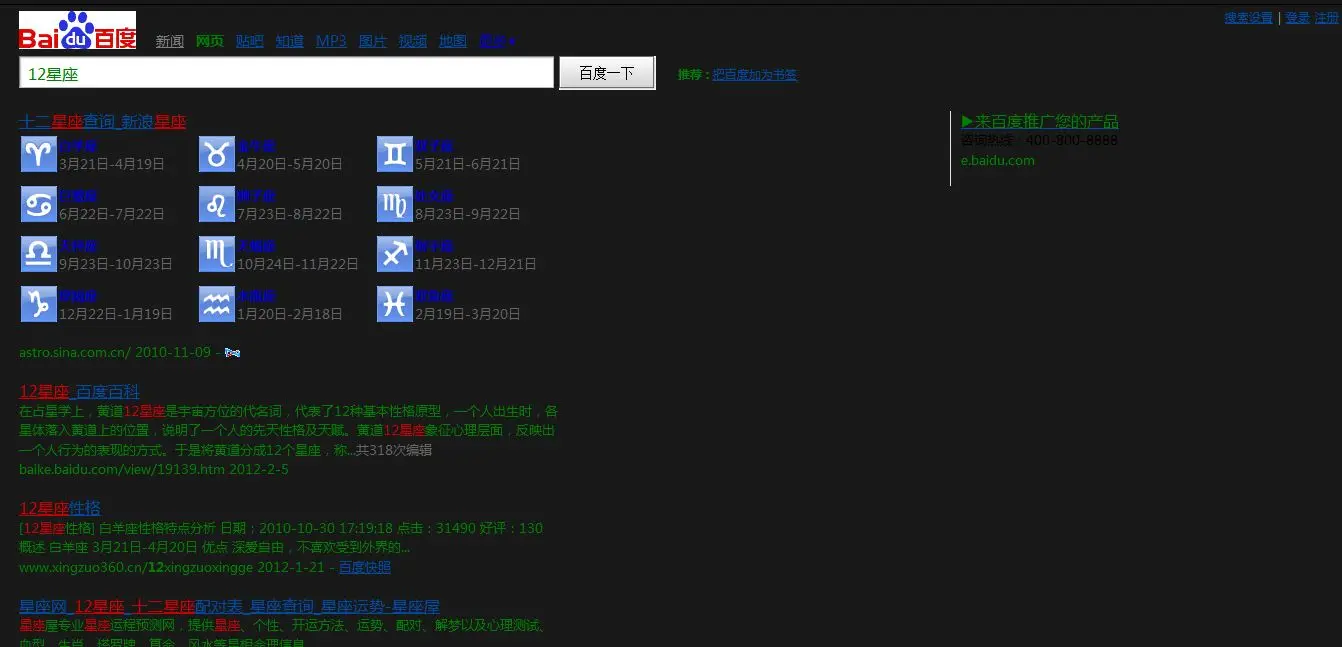 搜索设置 | 登录 注册
Bai du 百度 新闻 网页 贴吧 知道 MP3 图片 视频 地图 更多▼
12星座 百度一下 推荐 : 把百度加为书签
十二星座查询_新浪星座
▶来百度推广您的产品
咨询热线：400-800-8888
e.baidu.com
白羊座 金牛座 双子座
3月21日-4月19日 4月20日-5月20日 5月21日-6月21日
巨蟹座 狮子座 处女座
6月22日-7月22日 7月23日-8月22日 8月23日-9月22日
天秤座 天蝎座 射手座
9月23日-10月23日 10月24日-11月22日 11月23日-12月21日
摩羯座 水瓶座 双鱼座
12月22日-1月19日 1月20日-2月18日 2月19日-3月20日
astro.sina.com.cn/ 2010-11-09 -
12星座_百度百科
在占星学上，黄道12星座是宇宙方位的代名词，代表了12种基本性格原型，一个人出生时，各
星体落入黄道上的位置，说明了一个人的先天性格及天赋。黄道12星座象征心理层面，反映出
一个人行为的表现的方式。于是将黄道分成12个星座，称...共318次编辑
baike.baidu.com/view/19139.htm 2012-2-5
12星座性格
[12星座性格] 白羊座性格特点分析 日期：2010-10-30 17:19:18 点击：31490 好评：130
概述 白羊座 3月21日-4月20日 优点 深爱自由，不喜欢受到外界的...
www.xingzuo360.cn/12xingzuoxingge 2012-1-21 - 百度快照
星座网_12星座_十二星座配对表_星座查询_星座运势-星座屋
星座屋专业星座运程预测网，提供星座、个性、开运方法、运势、配对、解梦以及心理测试、